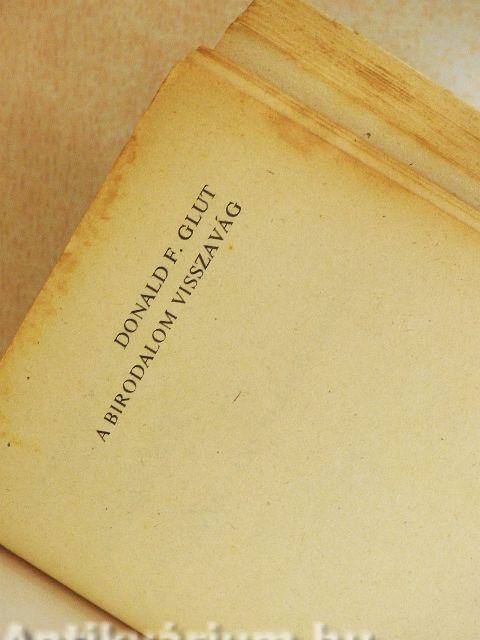 DONALD F. GLUT
A BIRODALOM VISSZAVÁG
Antikvárium.hu